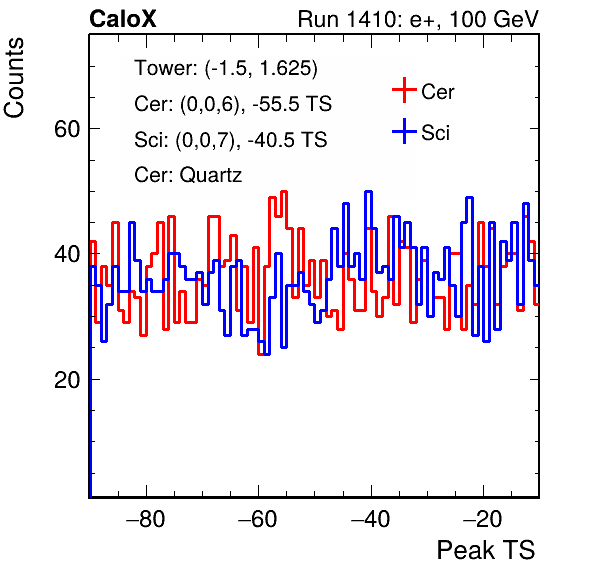 CaloX Run 1410: e+, 100 GeV
Counts
Tower: (-1.5, 1.625)
Cer: (0,0,6), -55.5 TS
Sci: (0,0,7), -40.5 TS
Cer: Quartz
Cer
Sci
60
40
20
−80 −60 −40 −20
Peak TS